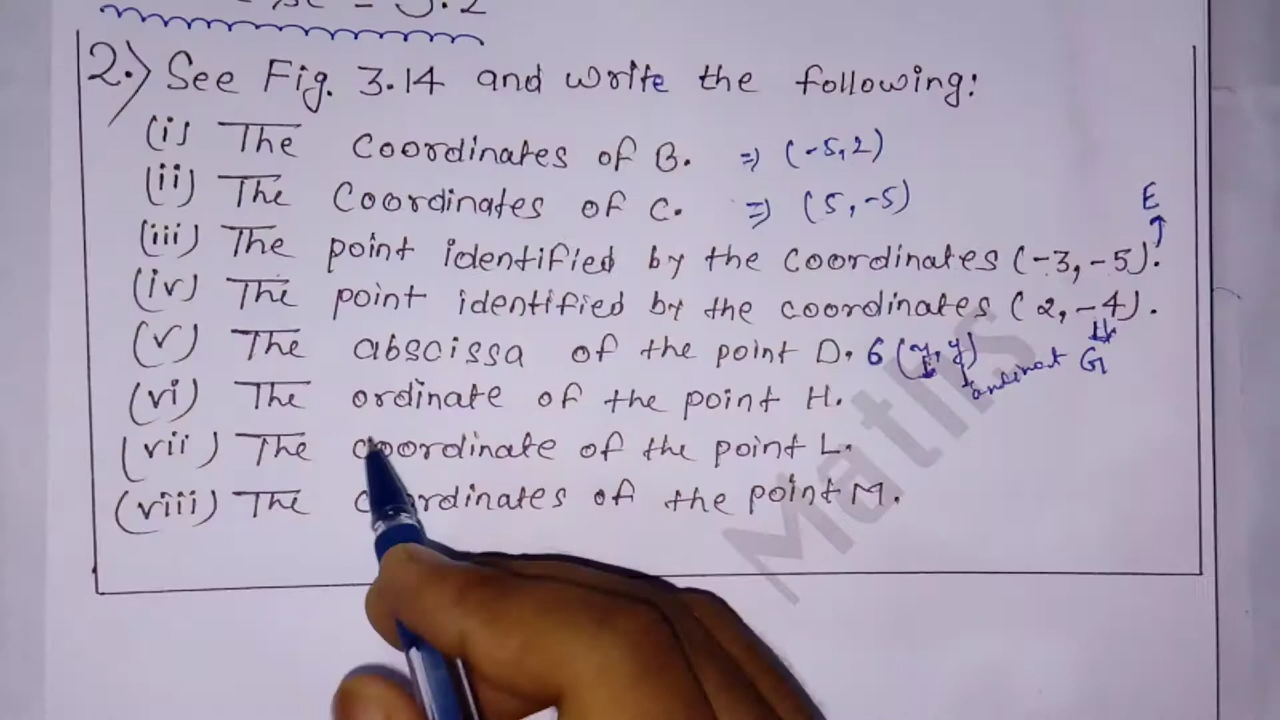 2.) See Fig. 3.14 and write the following:
(i) The Coordinates of B. ⇒ (-5,2)
(ii) The Coordinates of C. ⇒ (5,-5)
E
(iii) The point identified by the coordinates (-3,-5).
(iv) The point identified by the coordinates (2,-4).
(v) The abscissa of the point D. 6 (x,y) G
(vi) The ordinate of the point H.
(vii) The coordinate of the point L.
(viii) The coordinates of the point M.
Maths